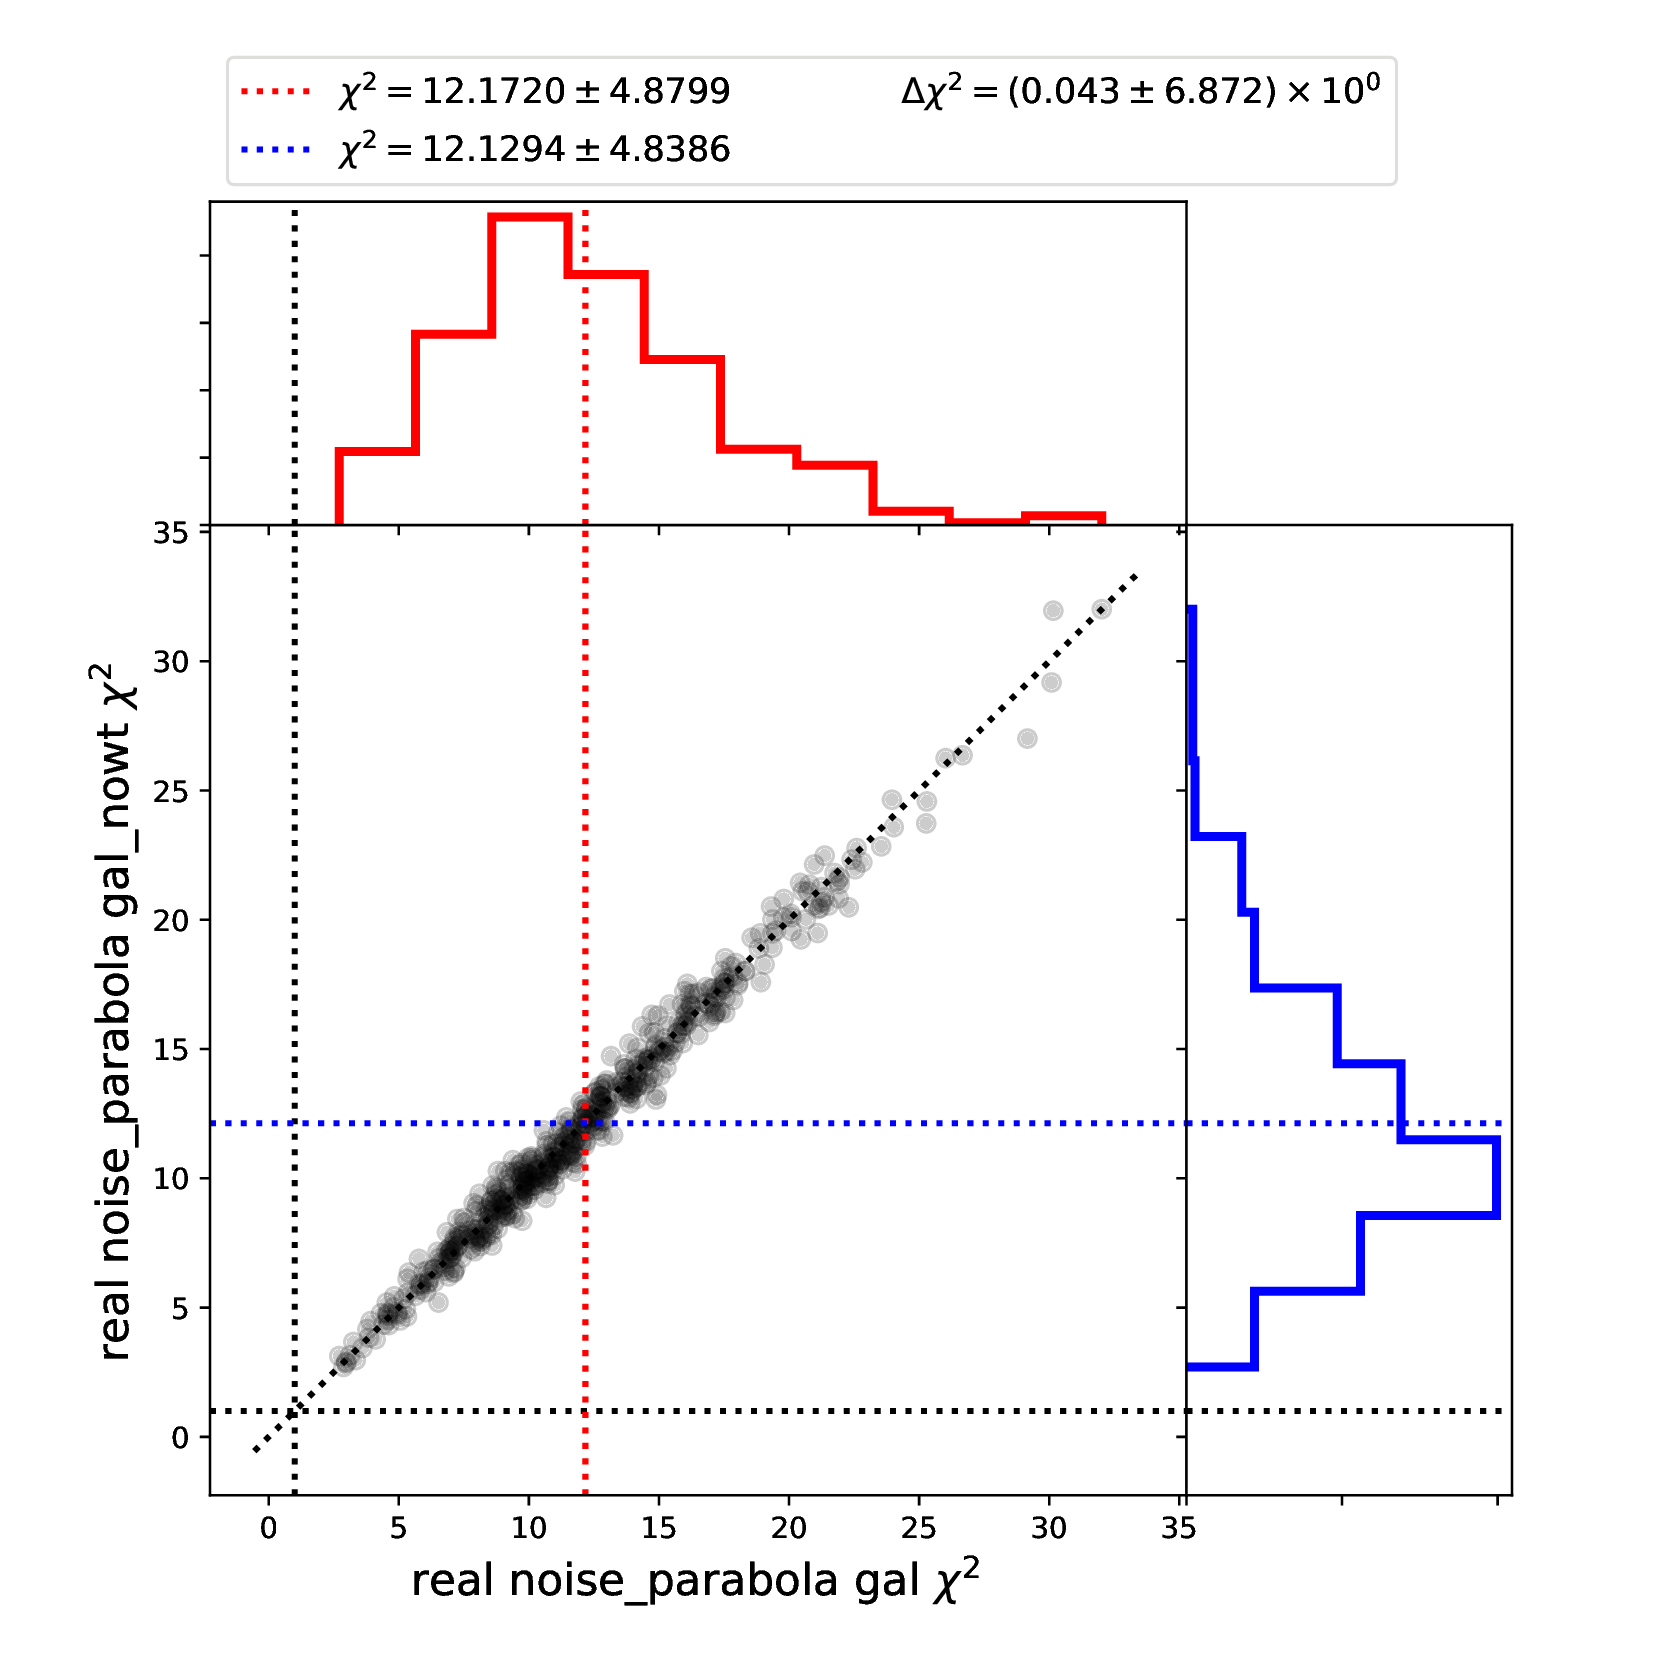 χ² = 12.1720 ± 4.8799
Δχ² = (0.043 ± 6.872) × 10⁰
χ² = 12.1294 ± 4.8386
35
30
25
20
15
10
5
0
real noise_parabola gal_nowt χ²
0 5 10 15 20 25 30 35
real noise_parabola gal χ²